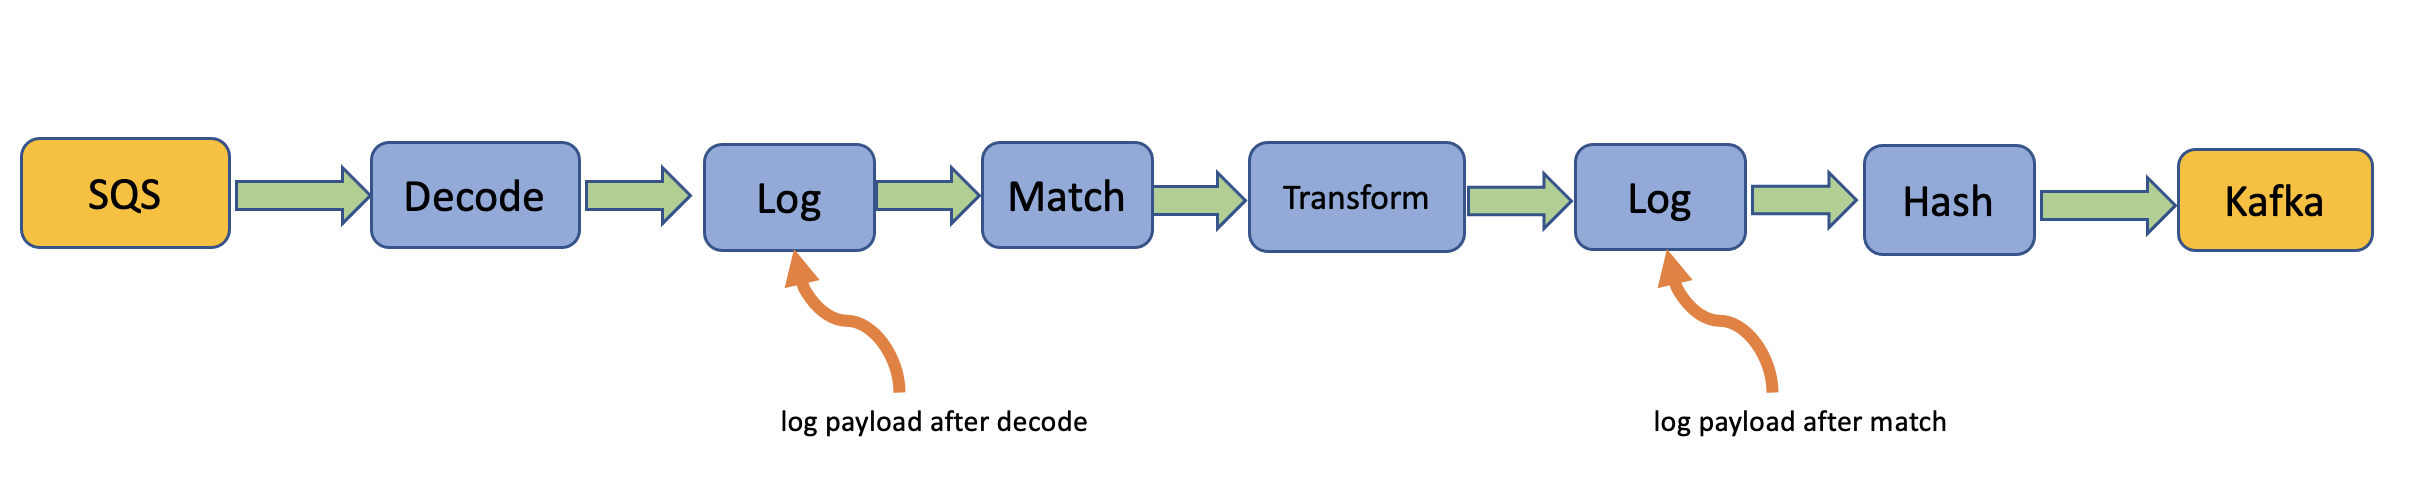 SQS
Decode
Log
Match
Transform
Log
Hash
Kafka
log payload after decode
log payload after match